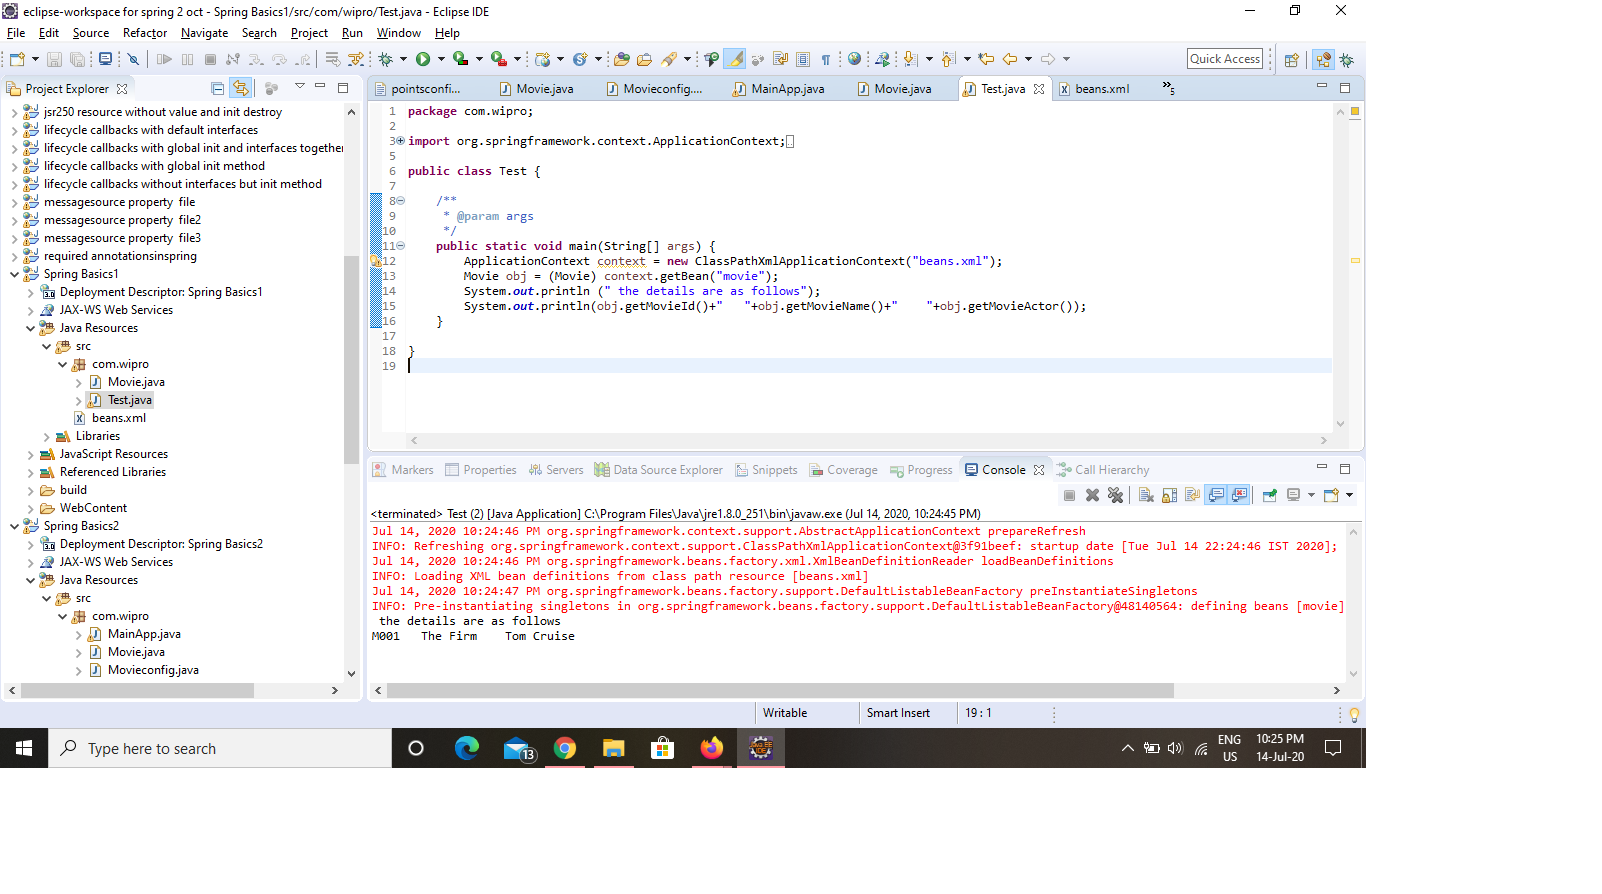 eclipse-workspace for spring 2 oct - Spring Basics1/src/com/wipro/Test.java - Eclipse IDE
File Edit Source Refactor Navigate Search Project Run Window Help
Quick Access
Project Explorer
jsr250 resource without value and init destroy
lifecycle callbacks with default interfaces
lifecycle callbacks with global init and interfaces together
lifecycle callbacks with global init method
lifecycle callbacks without interfaces but init method
messagesource property file
messagesource property file2
messagesource property file3
required annotationsinspring
Spring Basics1
Deployment Descriptor: Spring Basics1
JAX-WS Web Services
Java Resources
src
com.wipro
Movie.java
Test.java
beans.xml
Libraries
JavaScript Resources
Referenced Libraries
build
WebContent
Spring Basics2
Deployment Descriptor: Spring Basics2
JAX-WS Web Services
Java Resources
src
com.wipro
MainApp.java
Movie.java
Movieconfig.java
pointsconfi... Movie.java Movieconfig.... MainApp.java Movie.java Test.java beans.xml »5
1 package com.wipro;
2
3 import org.springframework.context.ApplicationContext;
5
6 public class Test {
7
8 /**
9 * @param args
10 */
11 public static void main(String[] args) {
12 ApplicationContext context = new ClassPathXmlApplicationContext("beans.xml");
13 Movie obj = (Movie) context.getBean("movie");
14 System.out.println (" the details are as follows");
15 System.out.println(obj.getMovieId()+"   "+obj.getMovieName()+"    "+obj.getMovieActor());
16 }
17
18 }
19
Markers Properties Servers Data Source Explorer Snippets Coverage Progress Console Call Hierarchy
<terminated> Test (2) [Java Application] C:\Program Files\Java\jre1.8.0_251\bin\javaw.exe (Jul 14, 2020, 10:24:45 PM)
Jul 14, 2020 10:24:46 PM org.springframework.context.support.AbstractApplicationContext prepareRefresh
INFO: Refreshing org.springframework.context.support.ClassPathXmlApplicationContext@3f91beef: startup date [Tue Jul 14 22:24:46 IST 2020];
Jul 14, 2020 10:24:46 PM org.springframework.beans.factory.xml.XmlBeanDefinitionReader loadBeanDefinitions
INFO: Loading XML bean definitions from class path resource [beans.xml]
Jul 14, 2020 10:24:47 PM org.springframework.beans.factory.support.DefaultListableBeanFactory preInstantiateSingletons
INFO: Pre-instantiating singletons in org.springframework.beans.factory.support.DefaultListableBeanFactory@48140564: defining beans [movie]
the details are as follows
M001   The Firm    Tom Cruise
Writable Smart Insert 19 : 1
Type here to search
13
ENG
US
10:25 PM
14-Jul-20